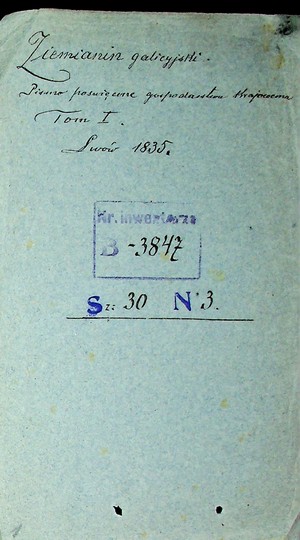 Ziemianin galicyjski.
Pismo poświęcone gospodarstwu krajowemu
Tom I.
Lwów 1835.
Nr. inwentarza
B -3847
Sz: 30 N 3.